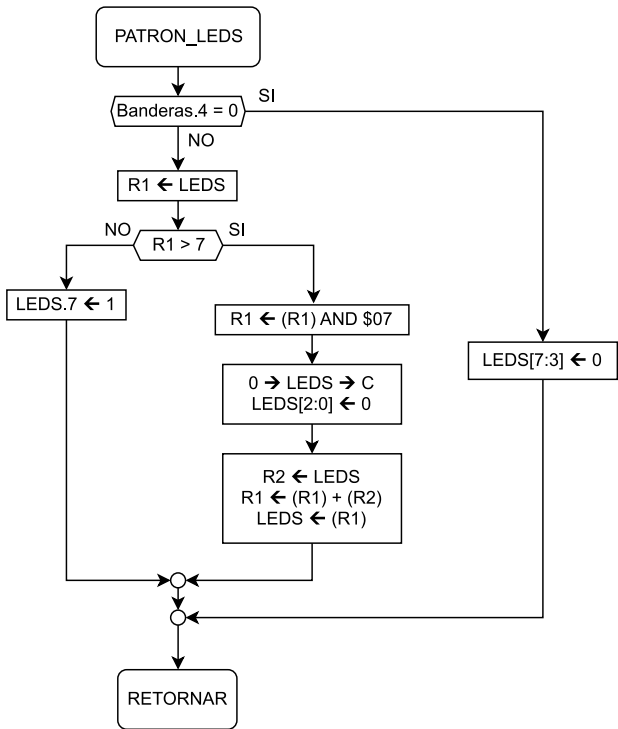 PATRON_LEDS
Banderas.4 = 0
SI
NO
R1 ← LEDS
NO
R1 > 7
SI
LEDS.7 ← 1
R1 ← (R1) AND $07
LEDS[7:3] ← 0
0 → LEDS → C
LEDS[2:0] ← 0
R2 ← LEDS
R1 ← (R1) + (R2)
LEDS ← (R1)
RETORNAR